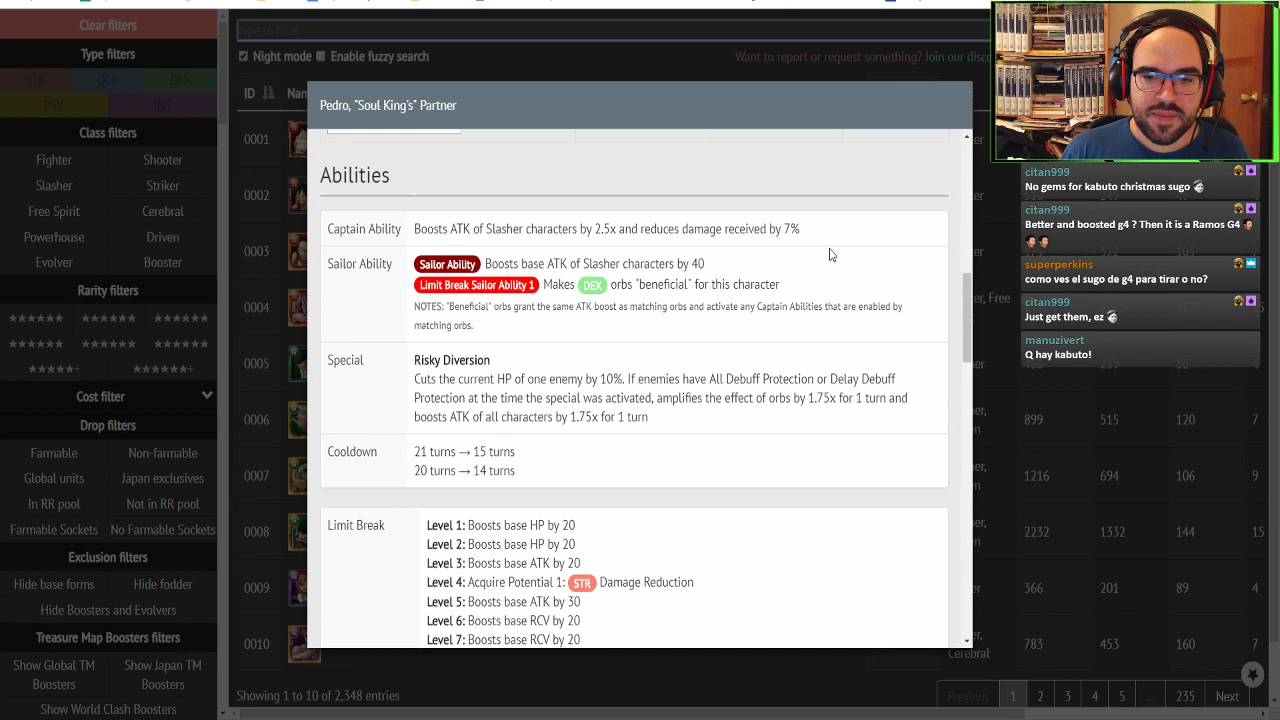 Clear filters
Type filters
STR
QCK
DEX
PSY
INT
Class filters
Fighter
Shooter
Slasher
Striker
Free Spirit
Cerebral
Powerhouse
Driven
Evolver
Booster
Rarity filters
Cost filter
Drop filters
Farmable
Non-farmable
Global units
Japan exclusives
In RR pool
Not in RR pool
Farmable Sockets
No Farmable Sockets
Exclusion filters
Hide base forms
Hide fodder
Hide Boosters and Evolvers
Treasure Map Boosters filters
Show Global TM Boosters
Show Japan TM Boosters
Show World Clash Boosters
Type to filter
Night mode
Enable fuzzy search
Want to report or request something? Join our disco
ID
Nan
0001
0002
0003
0004
0005
0006
0007
0008
0009
0010
Pedro, "Soul King's" Partner
Abilities
Captain Ability
Boosts ATK of Slasher characters by 2.5x and reduces damage received by 7%
Sailor Ability
Sailor Ability Boosts base ATK of Slasher characters by 40
Limit Break Sailor Ability 1 Makes DEX orbs "beneficial" for this character
NOTES: "Beneficial" orbs grant the same ATK boost as matching orbs and activate any Captain Abilities that are enabled by
matching orbs.
Special
Risky Diversion
Cuts the current HP of one enemy by 10%. If enemies have All Debuff Protection or Delay Debuff
Protection at the time the special was activated, amplifies the effect of orbs by 1.75x for 1 turn and
boosts ATK of all characters by 1.75x for 1 turn
Cooldown
21 turns → 15 turns
20 turns → 14 turns
Limit Break
Level 1: Boosts base HP by 20
Level 2: Boosts base HP by 20
Level 3: Boosts base ATK by 20
Level 4: Acquire Potential 1: STR Damage Reduction
Level 5: Boosts base ATK by 30
Level 6: Boosts base RCV by 20
Level 7: Boosts base RCV by 20
er, Free
899 515 120 7
1216 694 106 9
2232 1332 144 15
366 201 89 4
783 453 160 7
Cerebral
Showing 1 to 10 of 2,348 entries
Previous 1 2 3 4 5 ... 235 Next
citan999
No gems for kabuto christmas sugo
citan999
Better and boosted g4 ? Then it is a Ramos G4
superperkins
como ves el sugo de g4 para tirar o no?
citan999
Just get them, ez
manuzivert
Q hay kabuto!